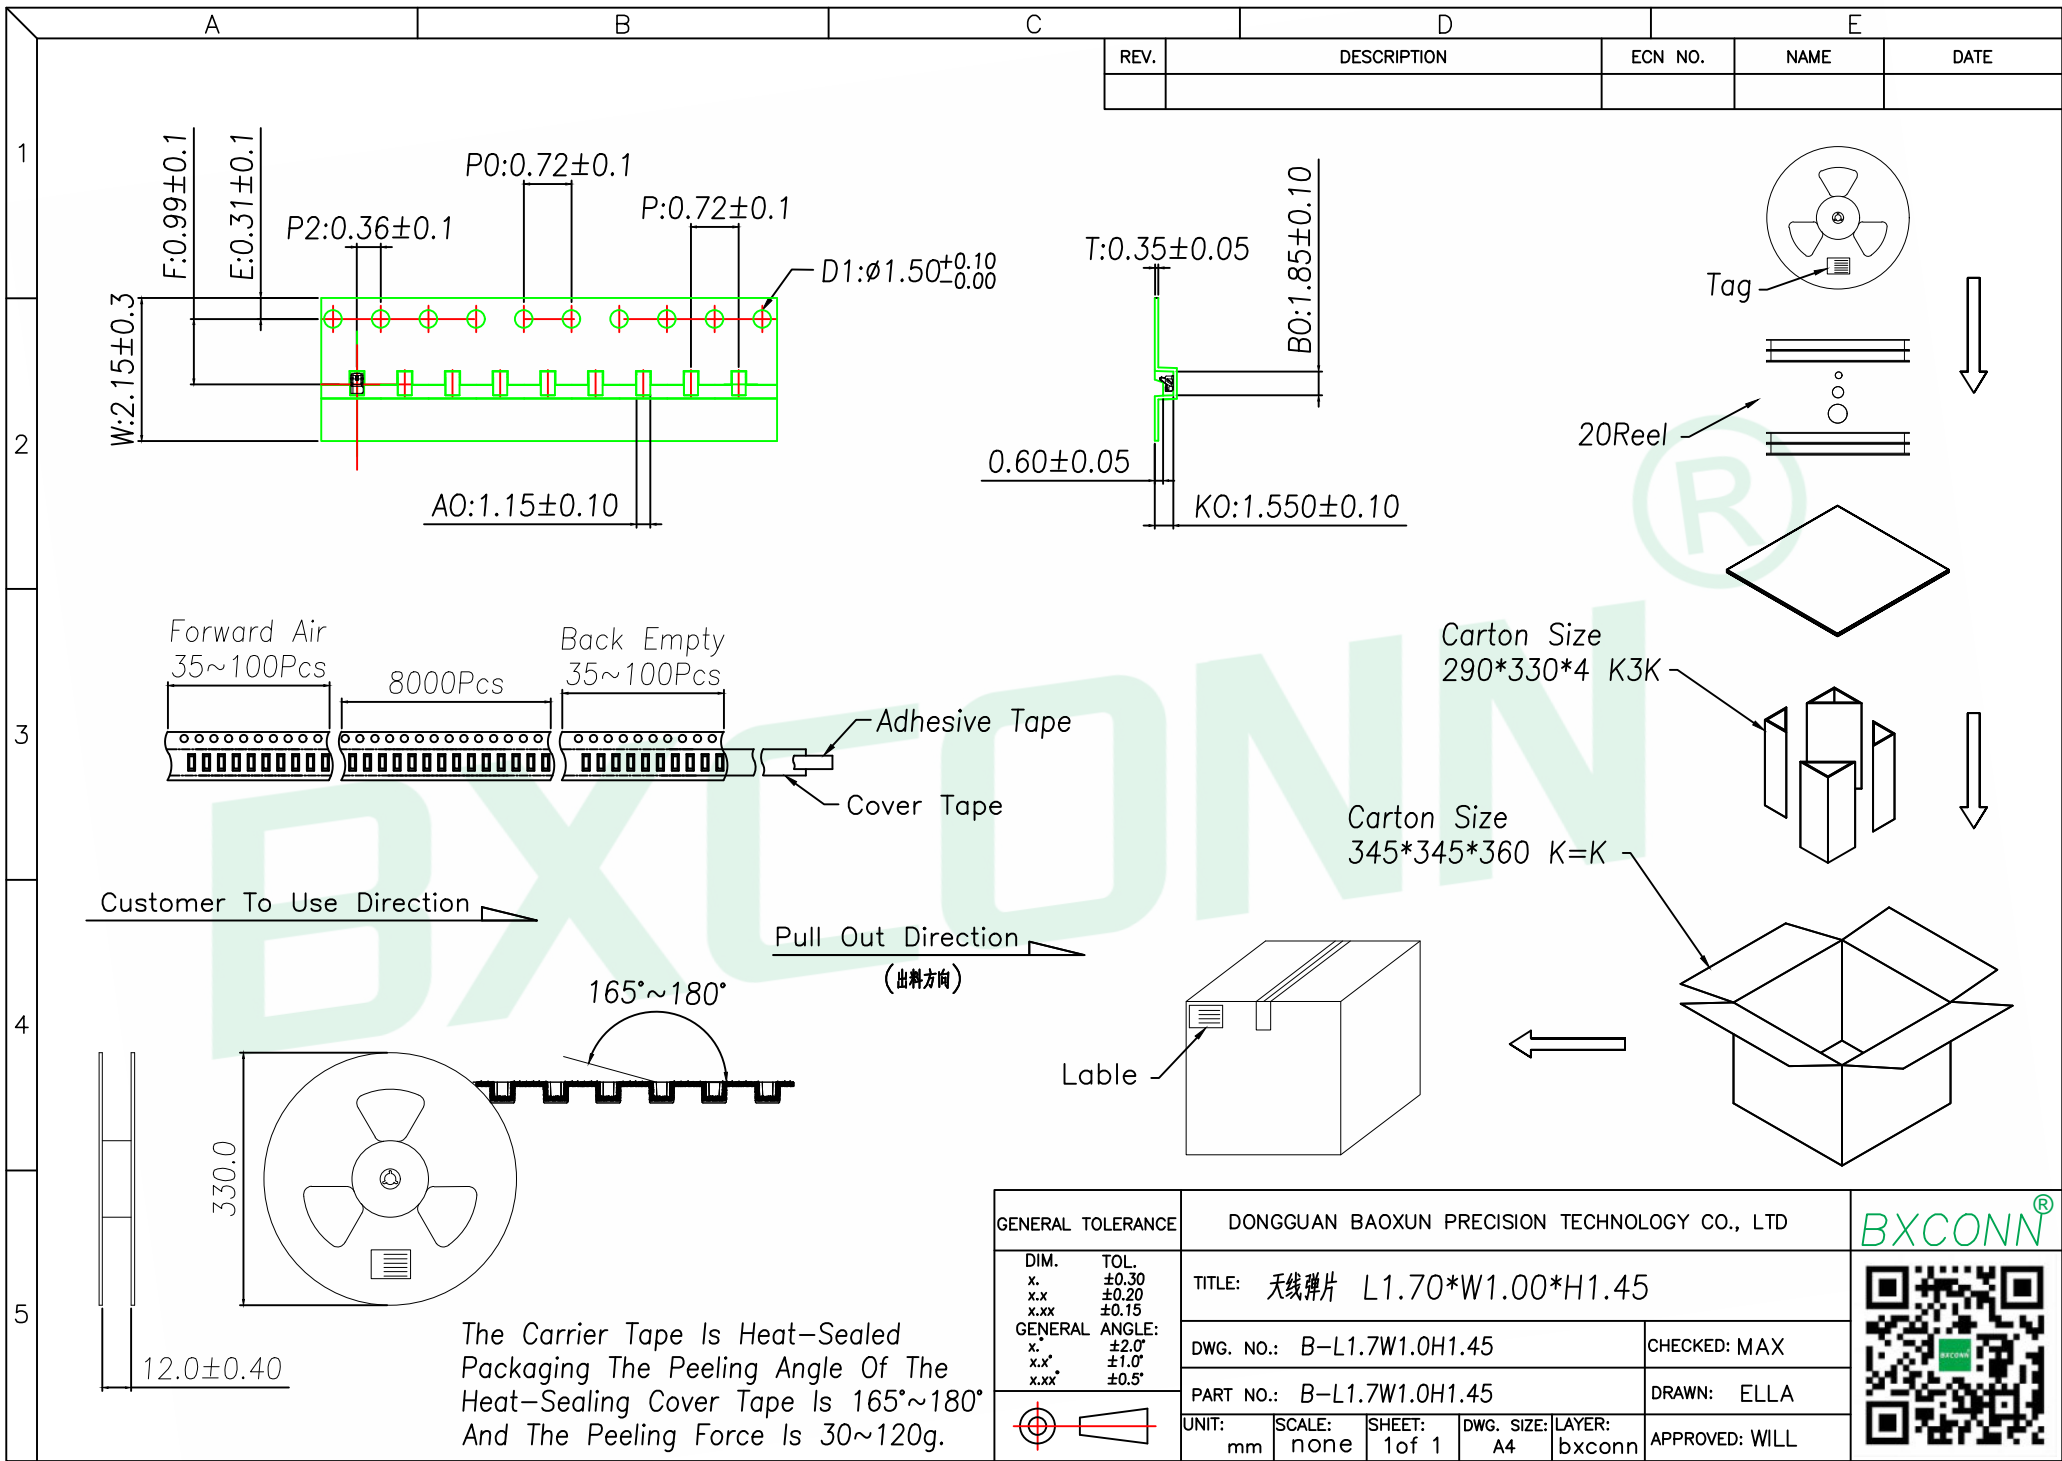 A B C D E
REV. DESCRIPTION ECN NO. NAME DATE
1
2
3
4
5
F:0.99±0.1
E:0.31±0.1
P0:0.72±0.1
P2:0.36±0.1
P:0.72±0.1
D1:ø1.50+0.10 -0.00
W:2.15±0.3
AO:1.15±0.10
T:0.35±0.05
BO:1.85±0.10
0.60±0.05
KO:1.550±0.10
Tag
20Reel
®
BXCONN
Forward Air
35~100Pcs
8000Pcs
Back Empty
35~100Pcs
Adhesive Tape
Cover Tape
Carton Size
290*330*4 K3K
Carton Size
345*345*360 K=K
Customer To Use Direction
Pull Out Direction
(出料方向)
165°~180°
Lable
330.0
12.0±0.40
The Carrier Tape Is Heat-Sealed
Packaging The Peeling Angle Of The
Heat-Sealing Cover Tape Is 165°~180°
And The Peeling Force Is 30~120g.
GENERAL TOLERANCE
DIM. TOL.
x. ±0.30
x.x ±0.20
x.xx ±0.15
GENERAL ANGLE:
x.° ±2.0°
x.x° ±1.0°
x.xx° ±0.5°
DONGGUAN BAOXUN PRECISION TECHNOLOGY CO., LTD
TITLE: 天线弹片 L1.70*W1.00*H1.45
DWG. NO.: B-L1.7W1.0H1.45
CHECKED: MAX
PART NO.: B-L1.7W1.0H1.45
DRAWN: ELLA
UNIT: mm
SCALE: none
SHEET: 1of 1
DWG. SIZE: A4
LAYER: bxconn
APPROVED: WILL
BXCONN®
BXCONN